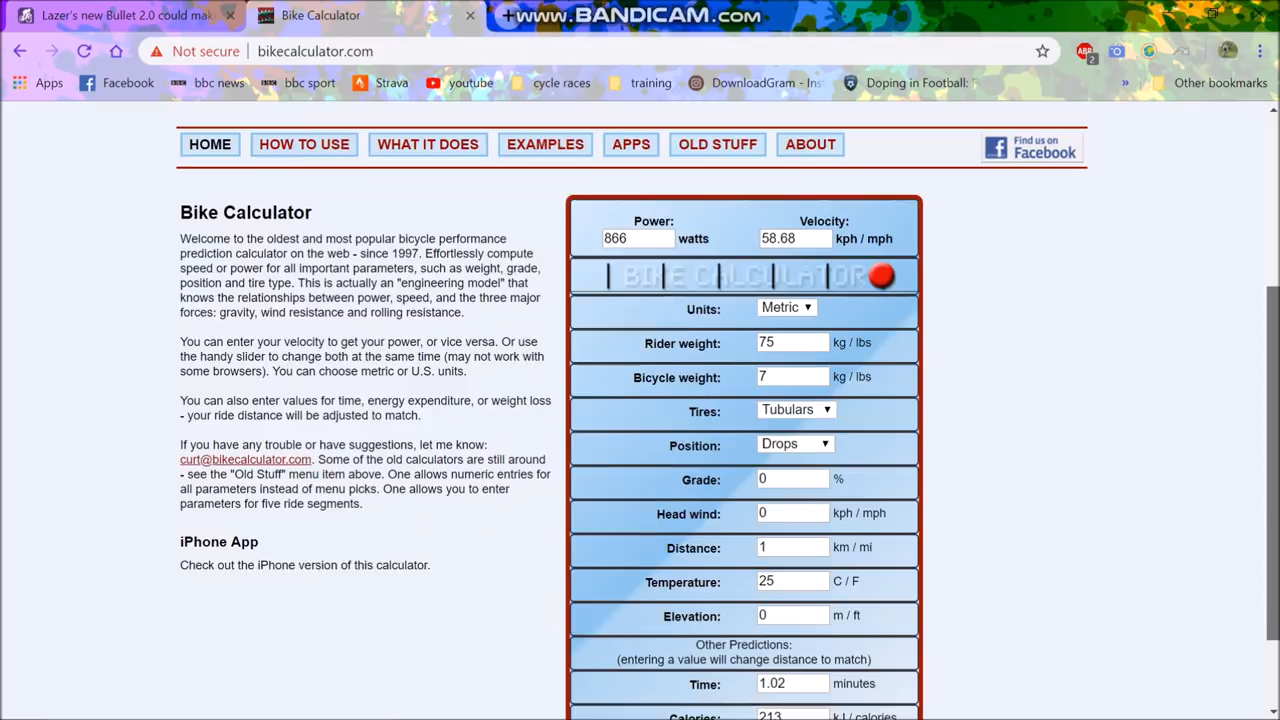 Lazer's new Bullet 2.0 could mak
Bike Calculator
www.BANDICAM.com
Not secure
bikecalculator.com
ABP
2
Apps
Facebook
bbc news
bbc sport
Strava
youtube
cycle races
training
DownloadGram - Inst
Doping in Football:
»
Other bookmarks
HOME
HOW TO USE
WHAT IT DOES
EXAMPLES
APPS
OLD STUFF
ABOUT
Find us on
Facebook
Bike Calculator
Welcome to the oldest and most popular bicycle performance
prediction calculator on the web - since 1997. Effortlessly compute
speed or power for all important parameters, such as weight, grade,
position and tire type. This is actually an "engineering model" that
knows the relationships between power, speed, and the three major
forces: gravity, wind resistance and rolling resistance.
You can enter your velocity to get your power, or vice versa. Or use
the handy slider to change both at the same time (may not work with
some browsers). You can choose metric or U.S. units.
You can also enter values for time, energy expenditure, or weight loss
- your ride distance will be adjusted to match.
If you have any trouble or have suggestions, let me know:
curt@bikecalculator.com. Some of the old calculators are still around
- see the "Old Stuff" menu item above. One allows numeric entries for
all parameters instead of menu picks. One allows you to enter
parameters for five ride segments.
iPhone App
Check out the iPhone version of this calculator.
Power:
Velocity:
866 watts
58.68 kph / mph
BIKE CALCULATOR
Units: Metric
Rider weight: 75 kg / lbs
Bicycle weight: 7 kg / lbs
Tires: Tubulars
Position: Drops
Grade: 0 %
Head wind: 0 kph / mph
Distance: 1 km / mi
Temperature: 25 C / F
Elevation: 0 m / ft
Other Predictions:
(entering a value will change distance to match)
Time: 1.02 minutes
Calories: 213 kJ / calories